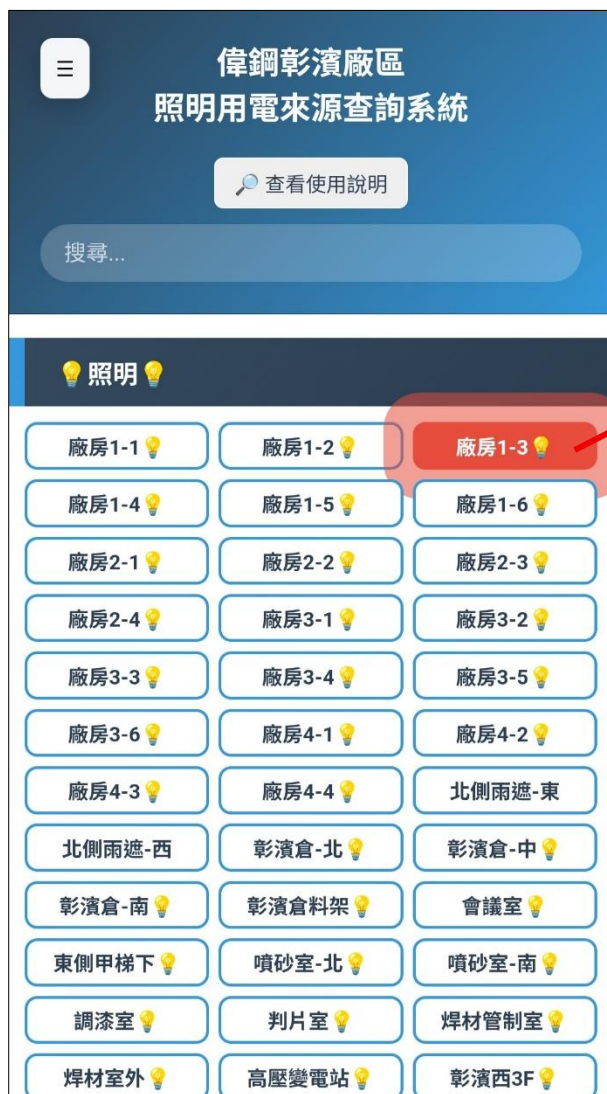 ☰
偉鋼彰濱廠區
照明用電來源查詢系統
🔎 查看使用說明
搜尋...
💡照明💡
廠房1-1💡 廠房1-2💡 廠房1-3💡
廠房1-4💡 廠房1-5💡 廠房1-6💡
廠房2-1💡 廠房2-2💡 廠房2-3💡
廠房2-4💡 廠房3-1💡 廠房3-2💡
廠房3-3💡 廠房3-4💡 廠房3-5💡
廠房3-6💡 廠房4-1💡 廠房4-2💡
廠房4-3💡 廠房4-4💡 北側雨遮-東
北側雨遮-西 彰濱倉-北💡 彰濱倉-中💡
彰濱倉-南💡 彰濱倉料架💡 會議室💡
東側甲梯下💡 噴砂室-北💡 噴砂室-南💡
調漆室💡 判片室💡 焊材管制室💡
焊材室外💡 高壓變電站💡 彰濱西3F💡